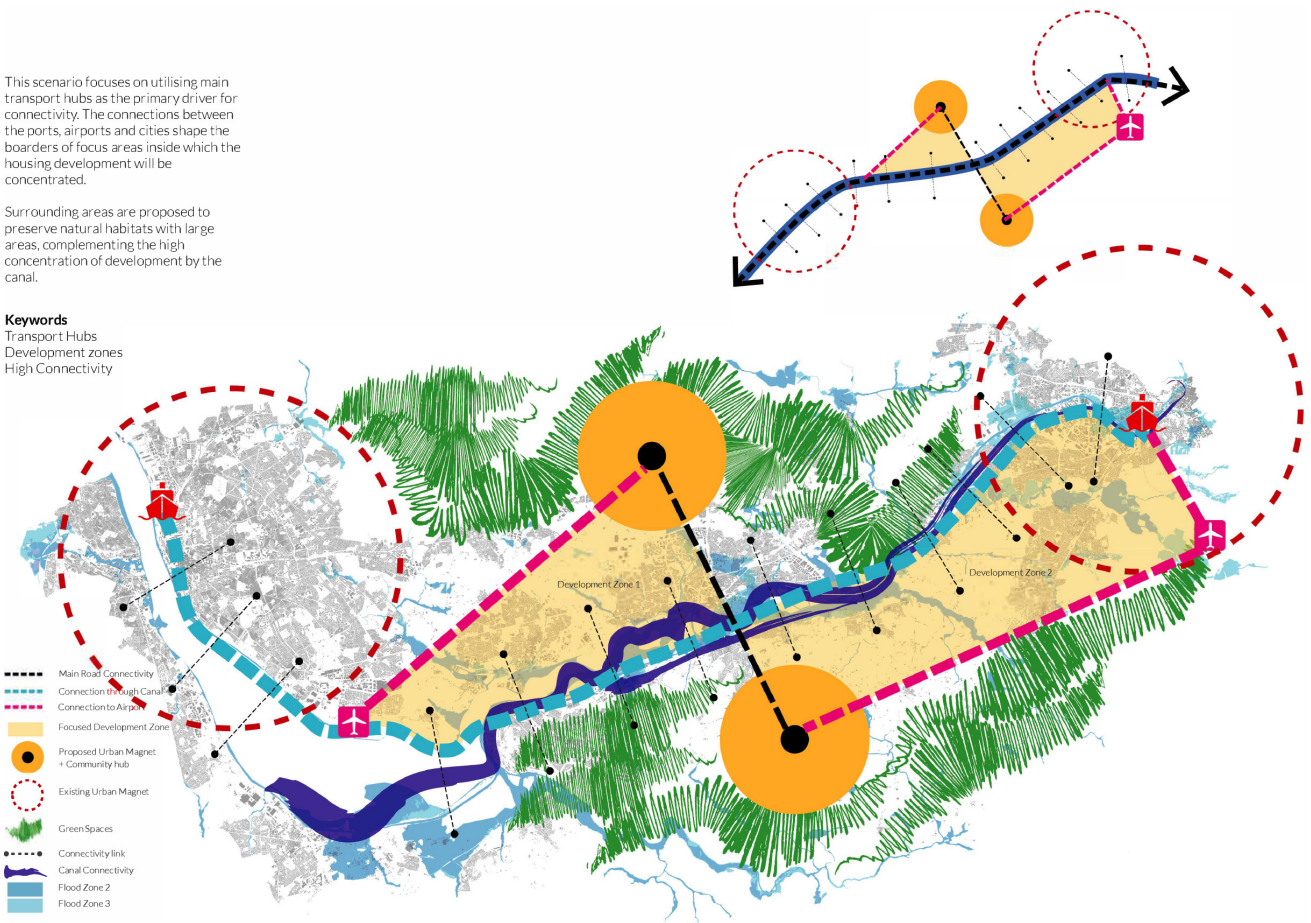 This scenario focuses on utilising main
transport hubs as the primary driver for
connectivity. The connections between
the ports, airports and cities shape the
boarders of focus areas inside which the
housing development will be
concentrated.
Surrounding areas are proposed to
preserve natural habitats with large
areas, complementing the high
concentration of development by the
canal.
Keywords
Transport Hubs
Development zones
High Connectivity
Development Zone 1
Development Zone 2
Main Road Connectivity
Connection through Canal
Connection to Airport
Focused Development Zone
Proposed Urban Magnet
+ Community hub
Existing Urban Magnet
Green Spaces
Connectivity link
Canal Connectivity
Flood Zone 2
Flood Zone 3